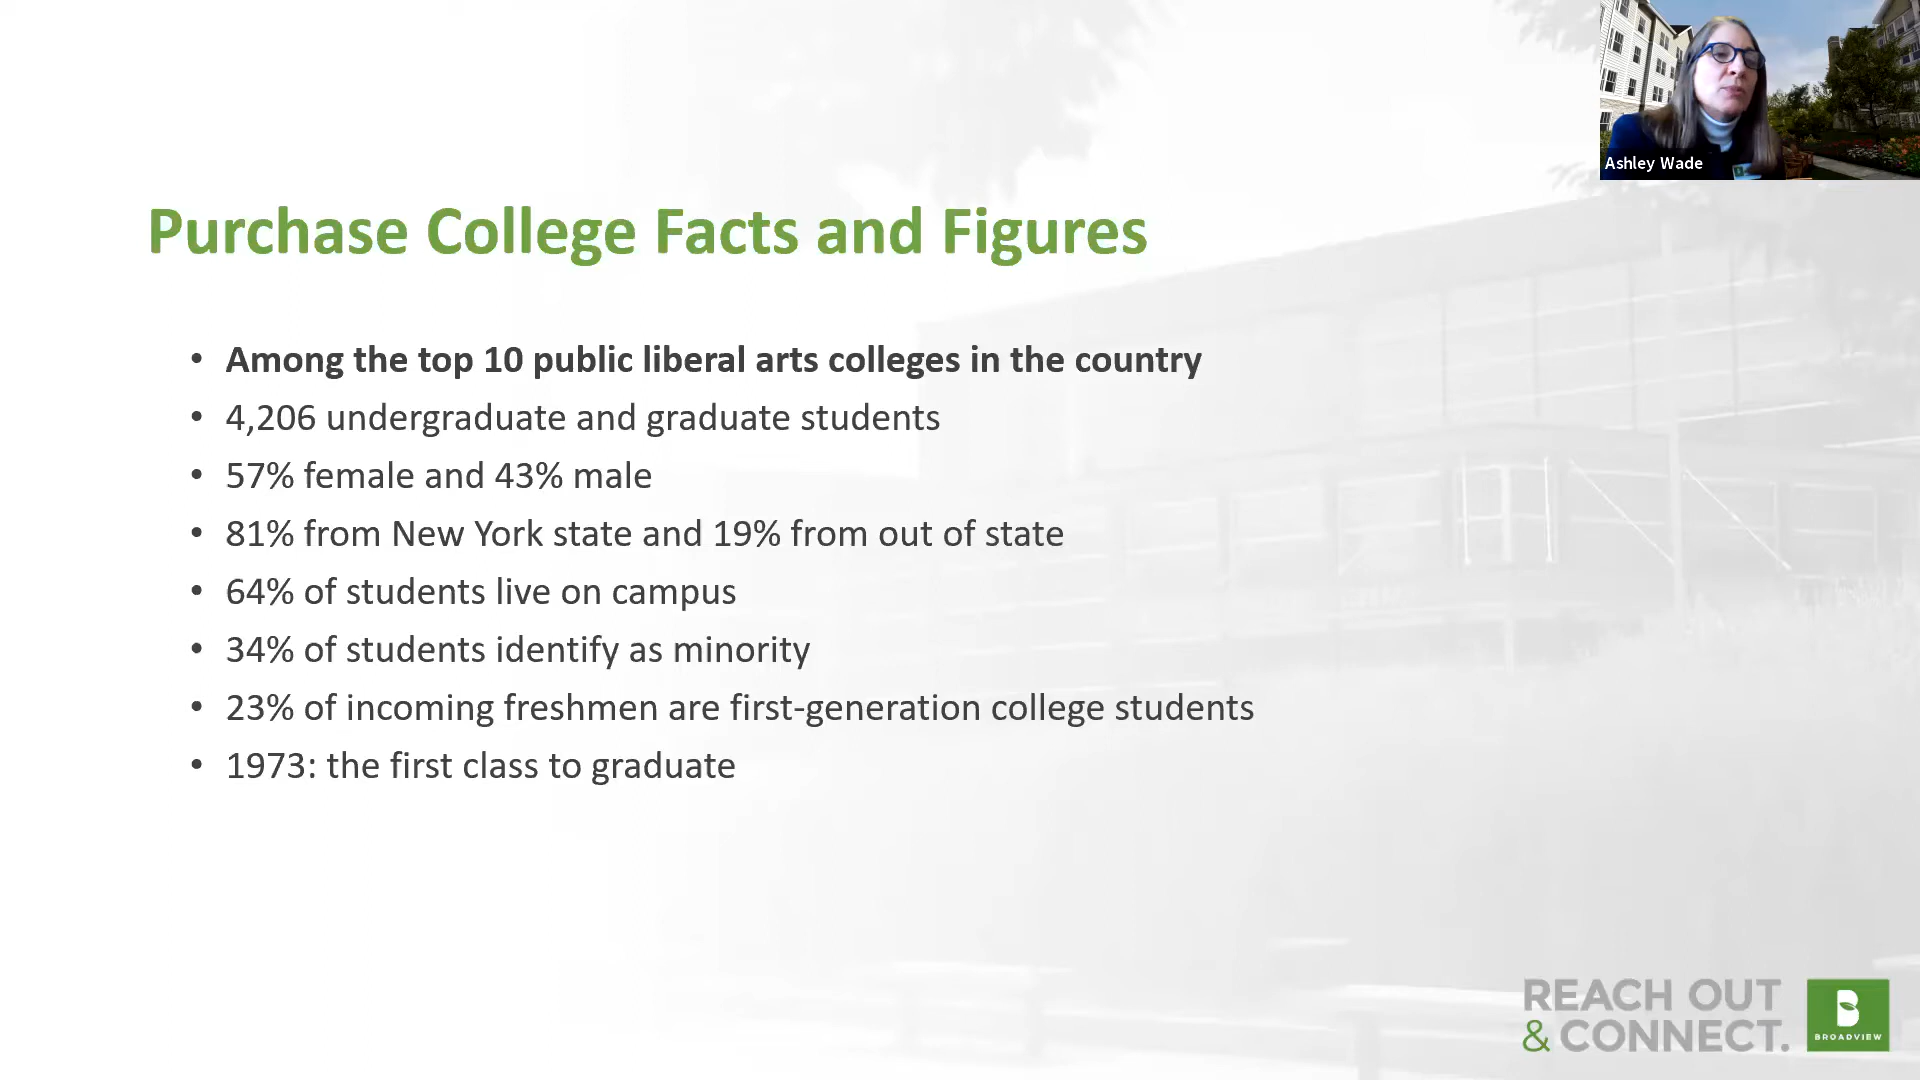 Ashley Wade
Purchase College Facts and Figures
• Among the top 10 public liberal arts colleges in the country
• 4,206 undergraduate and graduate students
• 57% female and 43% male
• 81% from New York state and 19% from out of state
• 64% of students live on campus
• 34% of students identify as minority
• 23% of incoming freshmen are first-generation college students
• 1973: the first class to graduate
REACH OUT
& CONNECT.
B
BROADVIEW